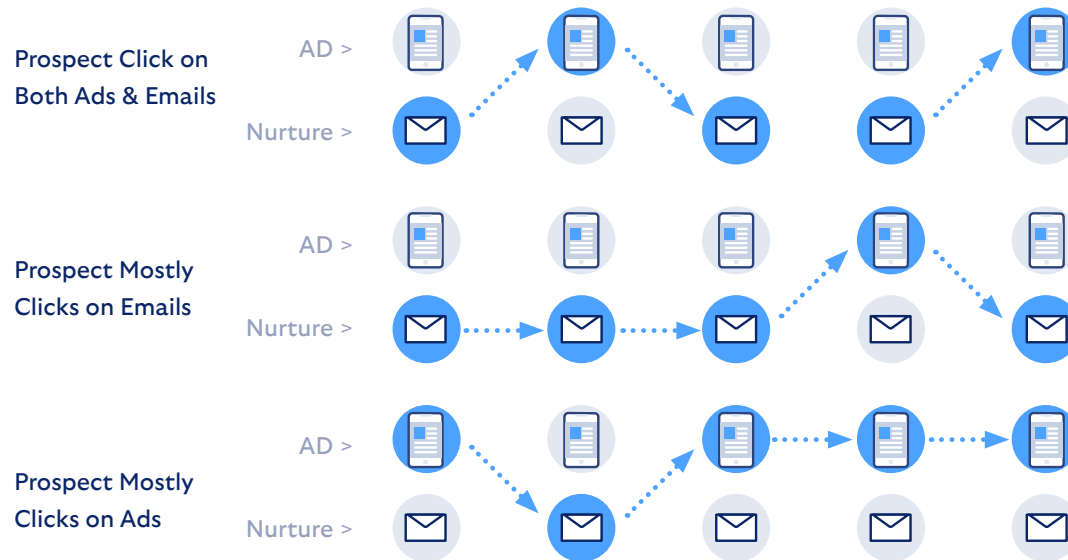 Prospect Click on
Both Ads & Emails
AD >
Nurture >
Prospect Mostly
Clicks on Emails
AD >
Nurture >
Prospect Mostly
Clicks on Ads
AD >
Nurture >